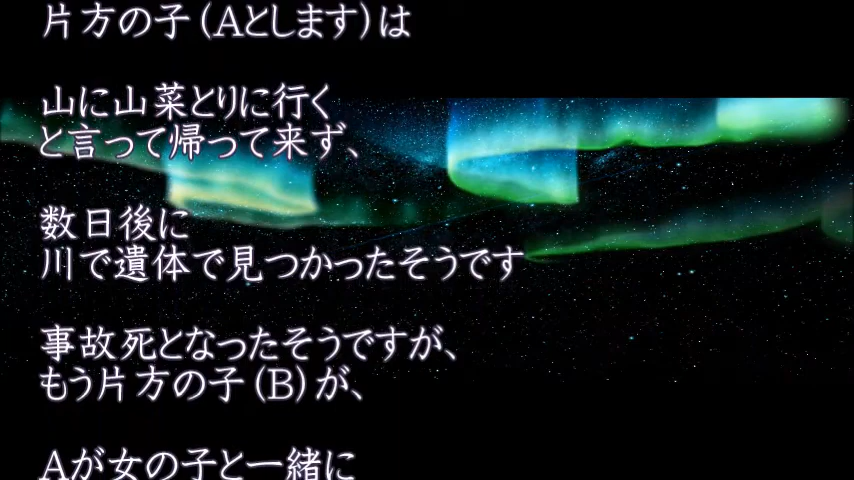 片方の子(Aとします)は
山に山菜とりに行く
と言って帰って来ず、
数日後に
川で遺体で見つかったそうです
事故死となったそうですが、
もう片方の子(B)が、
Aが女の子と一緒に